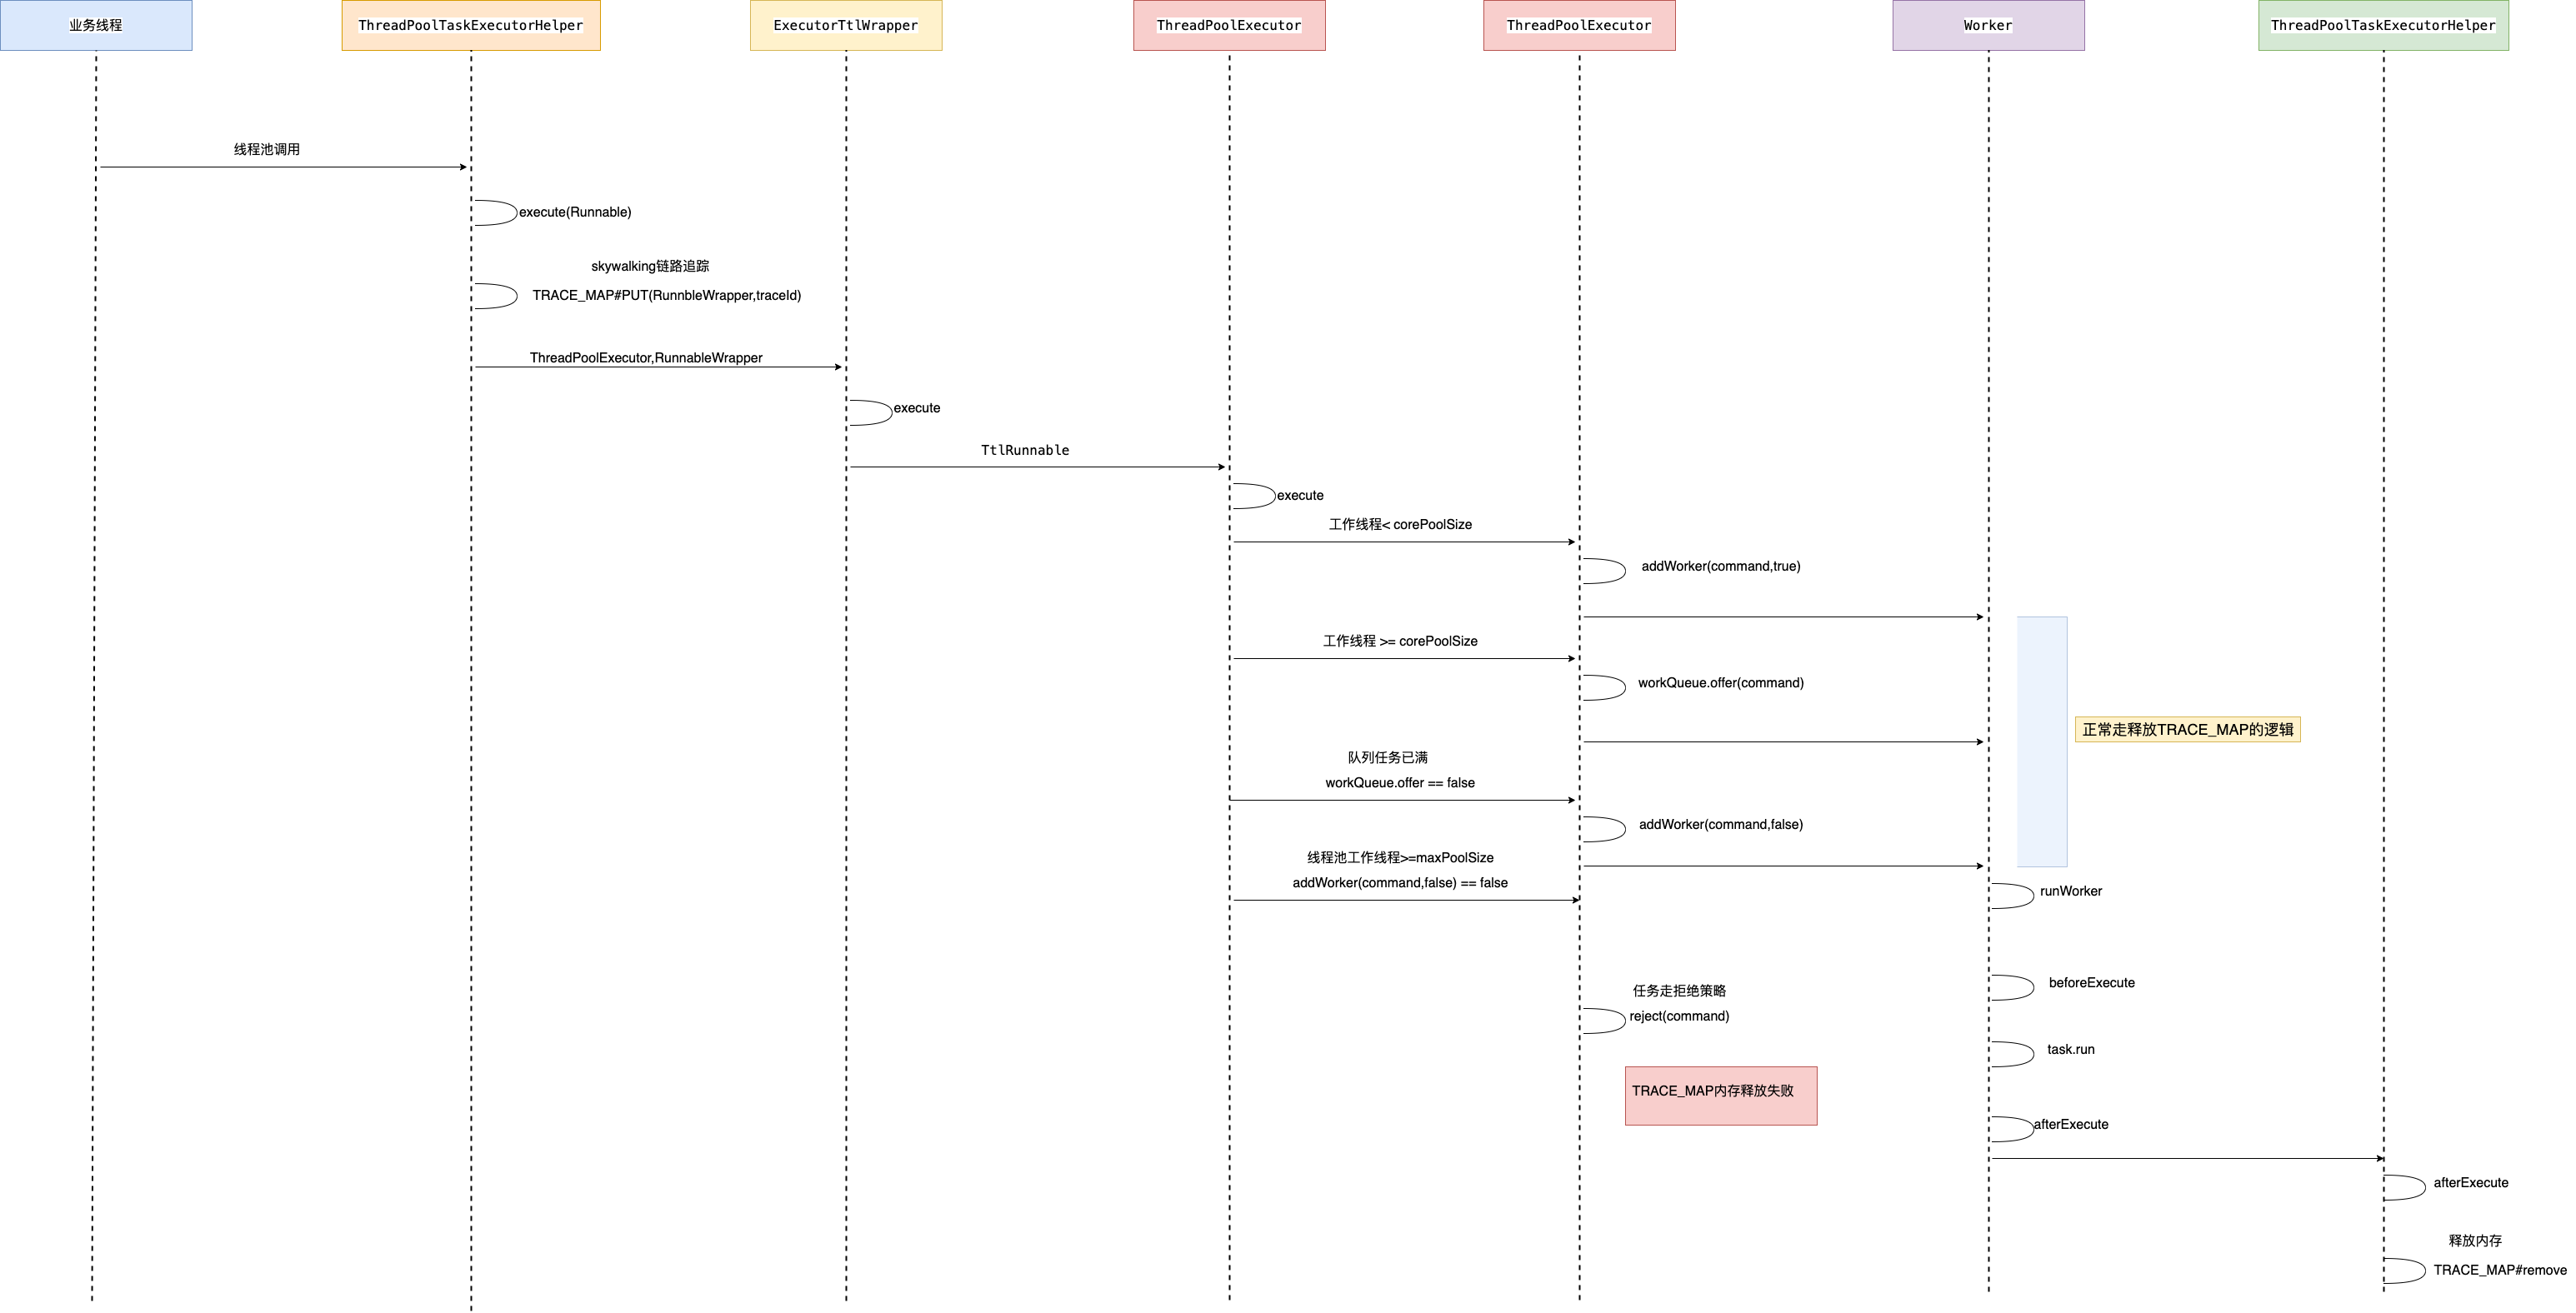 业务线程
ThreadPoolTaskExecutorHelper
ExecutorTtlWrapper
ThreadPoolExecutor
ThreadPoolExecutor
Worker
ThreadPoolTaskExecutorHelper
线程池调用
execute(Runnable)
skywalking链路追踪
TRACE_MAP#PUT(RunnbleWrapper,traceId)
ThreadPoolExecutor,RunnableWrapper
execute
TtlRunnable
execute
工作线程< corePoolSize
addWorker(command,true)
工作线程 >= corePoolSize
workQueue.offer(command)
正常走释放TRACE_MAP的逻辑
队列任务已满
workQueue.offer == false
addWorker(command,false)
线程池工作线程>=maxPoolSize
addWorker(command,false) == false
runWorker
beforeExecute
任务走拒绝策略
reject(command)
task.run
TRACE_MAP内存释放失败
afterExecute
afterExecute
释放内存
TRACE_MAP#remove